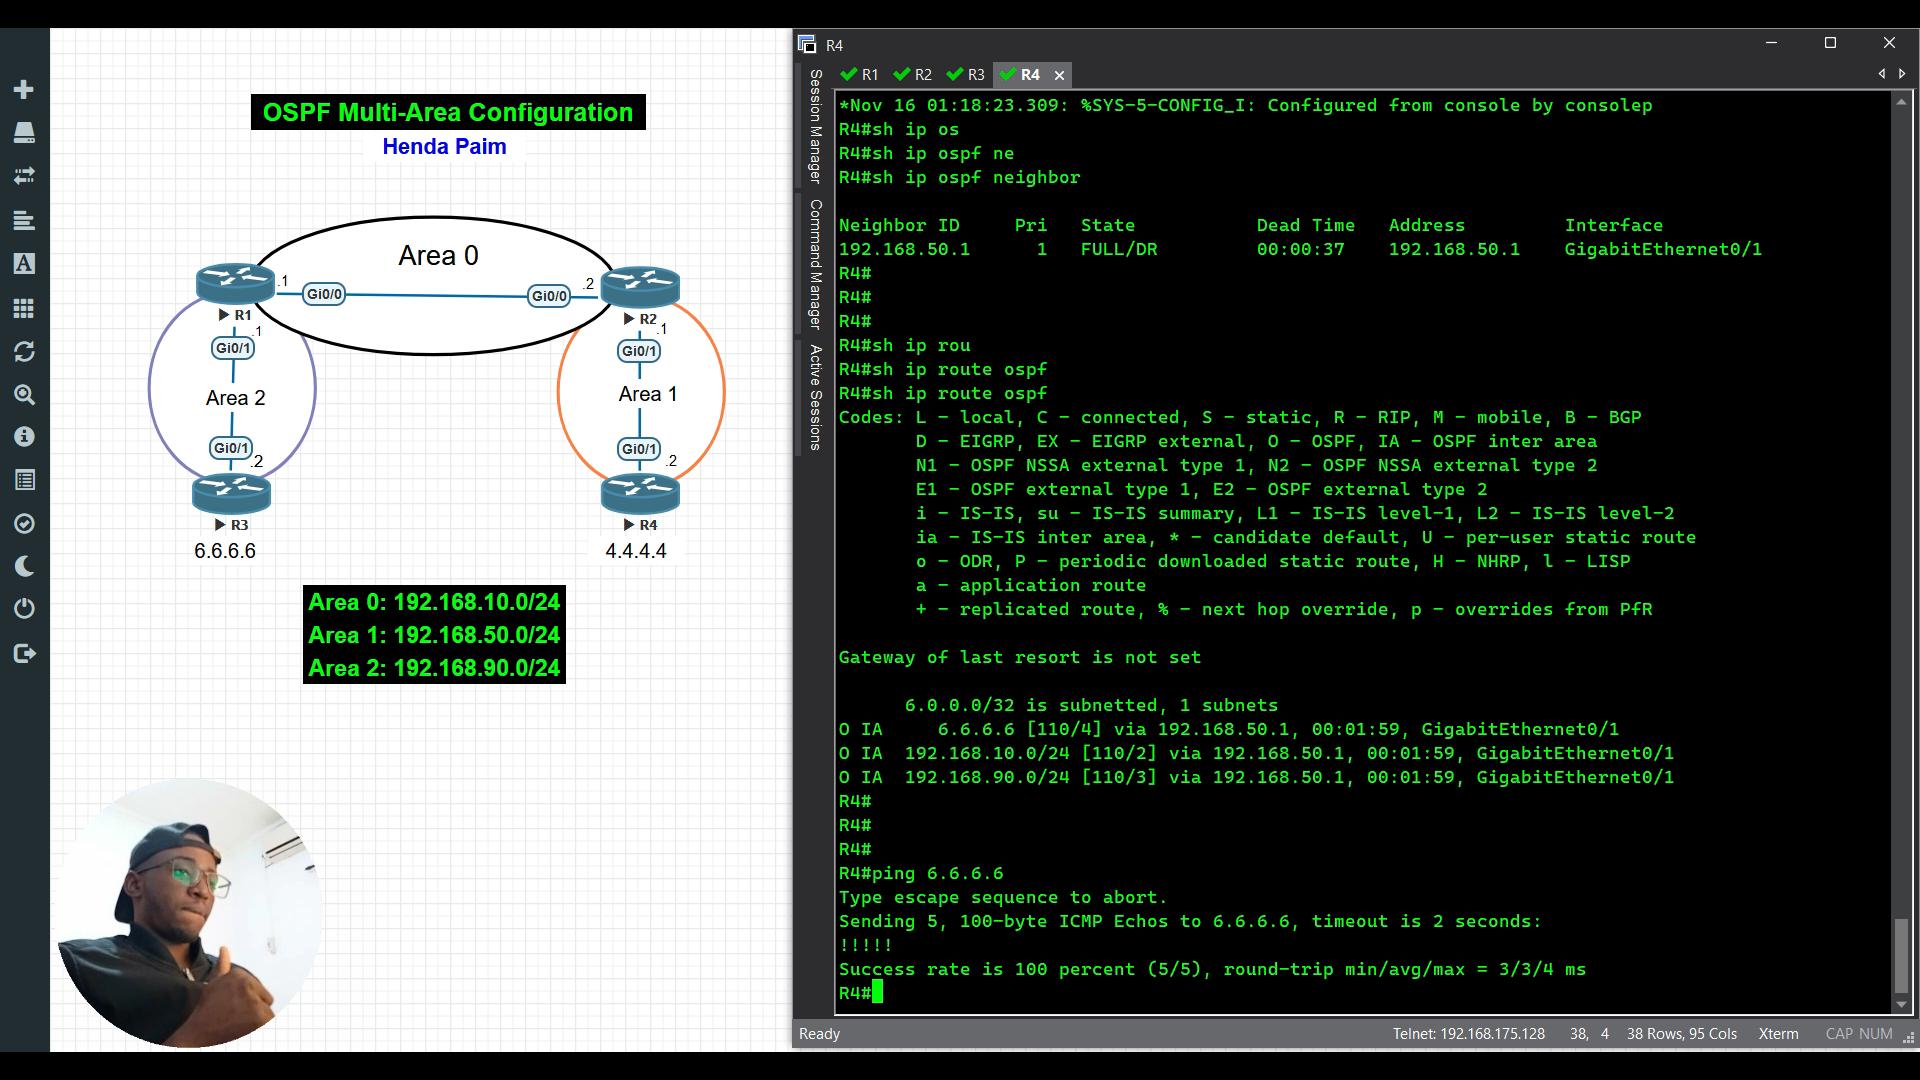 OSPF Multi-Area Configuration
Henda Paim
Area 0
.1
Gi0/0
Gi0/0
.2
R1
R2
.1
.1
Gi0/1
Gi0/1
Area 2
Area 1
Gi0/1
Gi0/1
.2
.2
R3
R4
6.6.6.6
4.4.4.4
Area 0: 192.168.10.0/24
Area 1: 192.168.50.0/24
Area 2: 192.168.90.0/24
R4
R1
R2
R3
R4
Session Manager
Command Manager
Active Sessions
*Nov 16 01:18:23.309: %SYS-5-CONFIG_I: Configured from console by consolep
R4#sh ip os
R4#sh ip ospf ne
R4#sh ip ospf neighbor
Neighbor ID     Pri   State           Dead Time   Address         Interface
192.168.50.1      1   FULL/DR         00:00:37    192.168.50.1    GigabitEthernet0/1
R4#
R4#
R4#
R4#sh ip rou
R4#sh ip route ospf
R4#sh ip route ospf
Codes: L - local, C - connected, S - static, R - RIP, M - mobile, B - BGP
       D - EIGRP, EX - EIGRP external, O - OSPF, IA - OSPF inter area
       N1 - OSPF NSSA external type 1, N2 - OSPF NSSA external type 2
       E1 - OSPF external type 1, E2 - OSPF external type 2
       i - IS-IS, su - IS-IS summary, L1 - IS-IS level-1, L2 - IS-IS level-2
       ia - IS-IS inter area, * - candidate default, U - per-user static route
       o - ODR, P - periodic downloaded static route, H - NHRP, l - LISP
       a - application route
       + - replicated route, % - next hop override, p - overrides from PfR
Gateway of last resort is not set
      6.0.0.0/32 is subnetted, 1 subnets
O IA     6.6.6.6 [110/4] via 192.168.50.1, 00:01:59, GigabitEthernet0/1
O IA  192.168.10.0/24 [110/2] via 192.168.50.1, 00:01:59, GigabitEthernet0/1
O IA  192.168.90.0/24 [110/3] via 192.168.50.1, 00:01:59, GigabitEthernet0/1
R4#
R4#
R4#
R4#ping 6.6.6.6
Type escape sequence to abort.
Sending 5, 100-byte ICMP Echos to 6.6.6.6, timeout is 2 seconds:
!!!!!
Success rate is 100 percent (5/5), round-trip min/avg/max = 3/3/4 ms
R4#
Ready
Telnet: 192.168.175.128
38, 4
38 Rows, 95 Cols
Xterm
CAP NUM